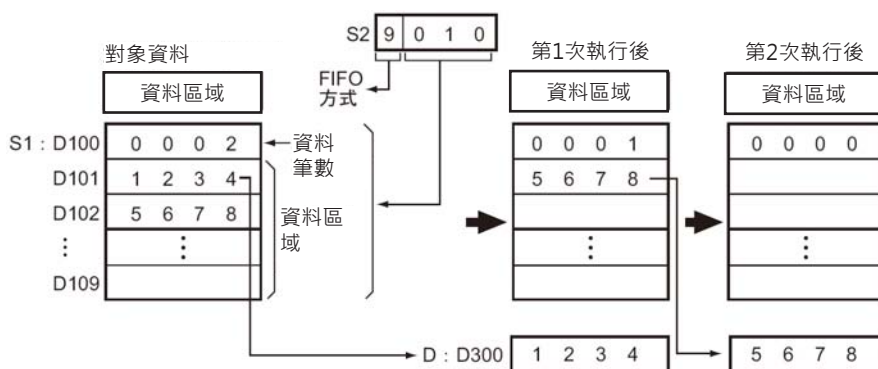 S2 9 0 1 0
對象資料
第1次執行後
第2次執行後
FIFO
方式
資料區域
資料區域
資料區域
S1：D100 0 0 0 2
資料
筆數
0 0 0 1
0 0 0 0
D101 1 2 3 4
5 6 7 8
D102 5 6 7 8
資料區
域
⋮ ⋮ ⋮ ⋮
D109
D：D300 1 2 3 4
5 6 7 8